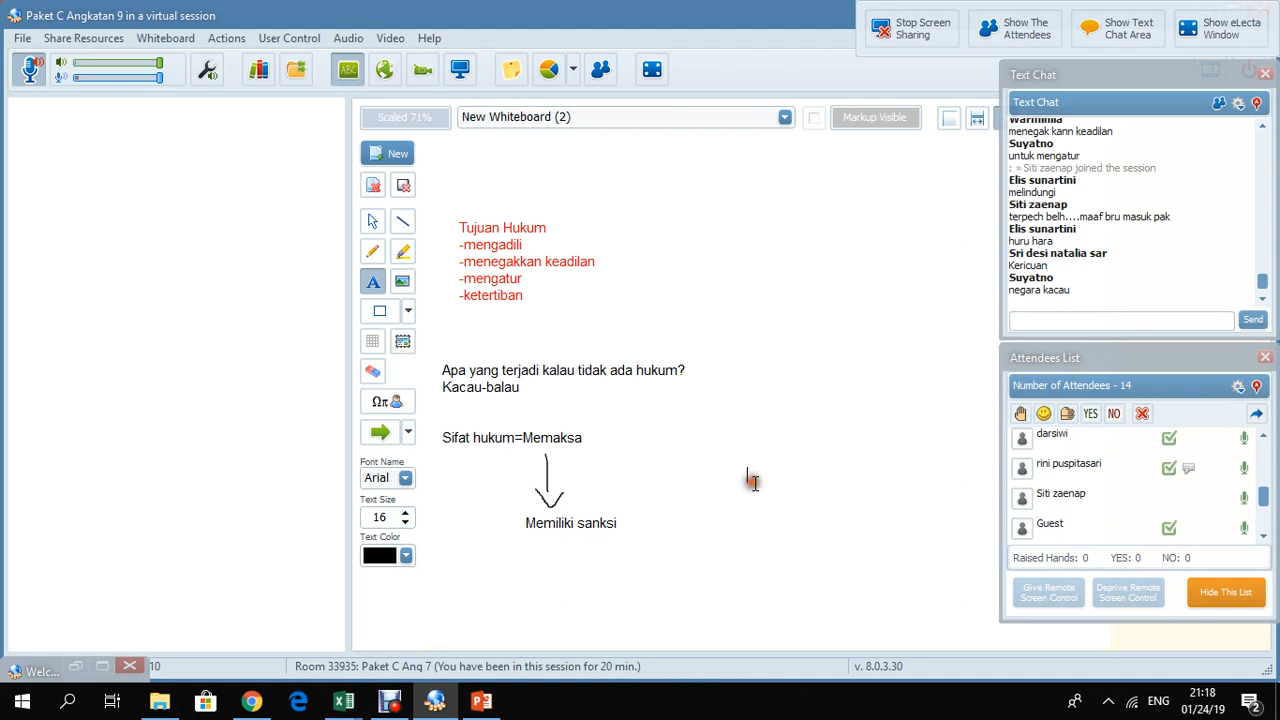 Paket C Angkatan 9 in a virtual session
File Share Resources Whiteboard Actions User Control Audio Video Help
Stop Screen Sharing
Show The Attendees
Show Text Chat Area
Show eLecta Window
Text Chat
Text Chat
Warmimia
menegak kann keadilan
Suyatno
untuk mengatur
: » Siti zaenap joined the session
Elis sunartini
melindungi
Siti zaenap
terpech belh....maaf bru masuk pak
Elis sunartini
huru hara
Sri desi natalia sar
Kericuan
Suyatno
negara kacau
Send
ABC
Scaled 71%
New Whiteboard (2)
Markup Visible
New
A
Ωπ
Font Name
Arial
Text Size
16
Text Color
Tujuan Hukum
-mengadili
-menegakkan keadilan
-mengatur
-ketertiban
Apa yang terjadi kalau tidak ada hukum?
Kacau-balau
Sifat hukum=Memaksa
Memiliki sanksi
Attendees List
Number of Attendees - 14
YES NO
darsiwi
rini puspitasari
Siti zaenap
Guest
Raised Hands: 0 YES: 0 NO: 0
Give Remote Screen Control
Deprive Remote Screen Control
Hide This List
Welc...
10
Room 33935: Paket C Ang 7 (You have been in this session for 20 min.)
v. 8.0.3.30
ENG
21:18
01/24/19
2